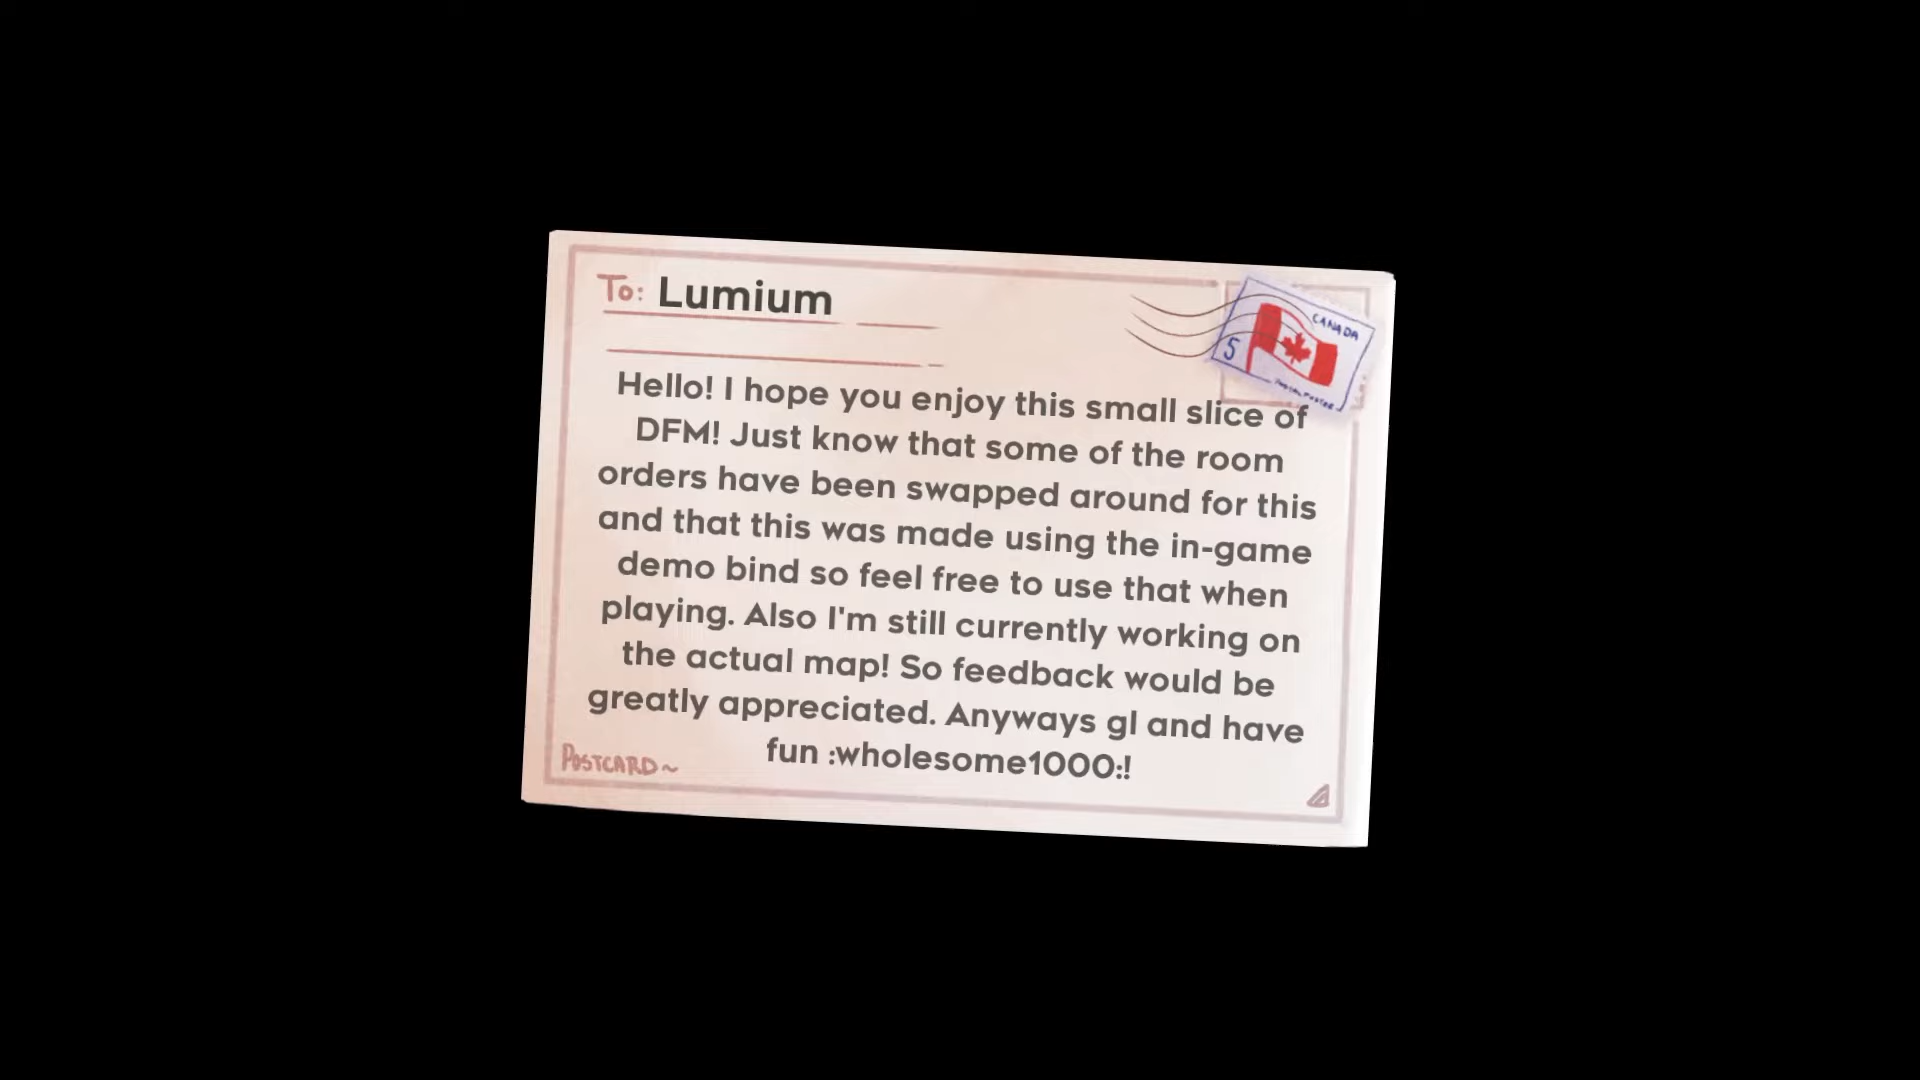 To: Lumium
CANADA
5
Hello! I hope you enjoy this small slice of
DFM! Just know that some of the room
orders have been swapped around for this
and that this was made using the in-game
demo bind so feel free to use that when
playing. Also I'm still currently working on
the actual map! So feedback would be
greatly appreciated. Anyways gl and have
fun :wholesome1000:!
POSTCARD~